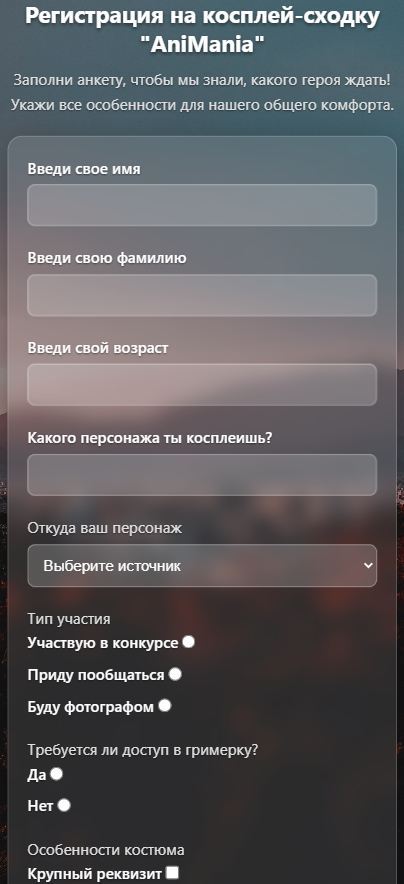 Регистрация на косплей-сходку
"AniMania"
Заполни анкету, чтобы мы знали, какого героя ждать!
Укажи все особенности для нашего общего комфорта.
Введи свое имя
Введи свою фамилию
Введи свой возраст
Какого персонажа ты косплеишь?
Откуда ваш персонаж
Выберите источник
Тип участия
Участвую в конкурсе
Приду пообщаться
Буду фотографом
Требуется ли доступ в гримерку?
Да
Нет
Особенности костюма
Крупный реквизит